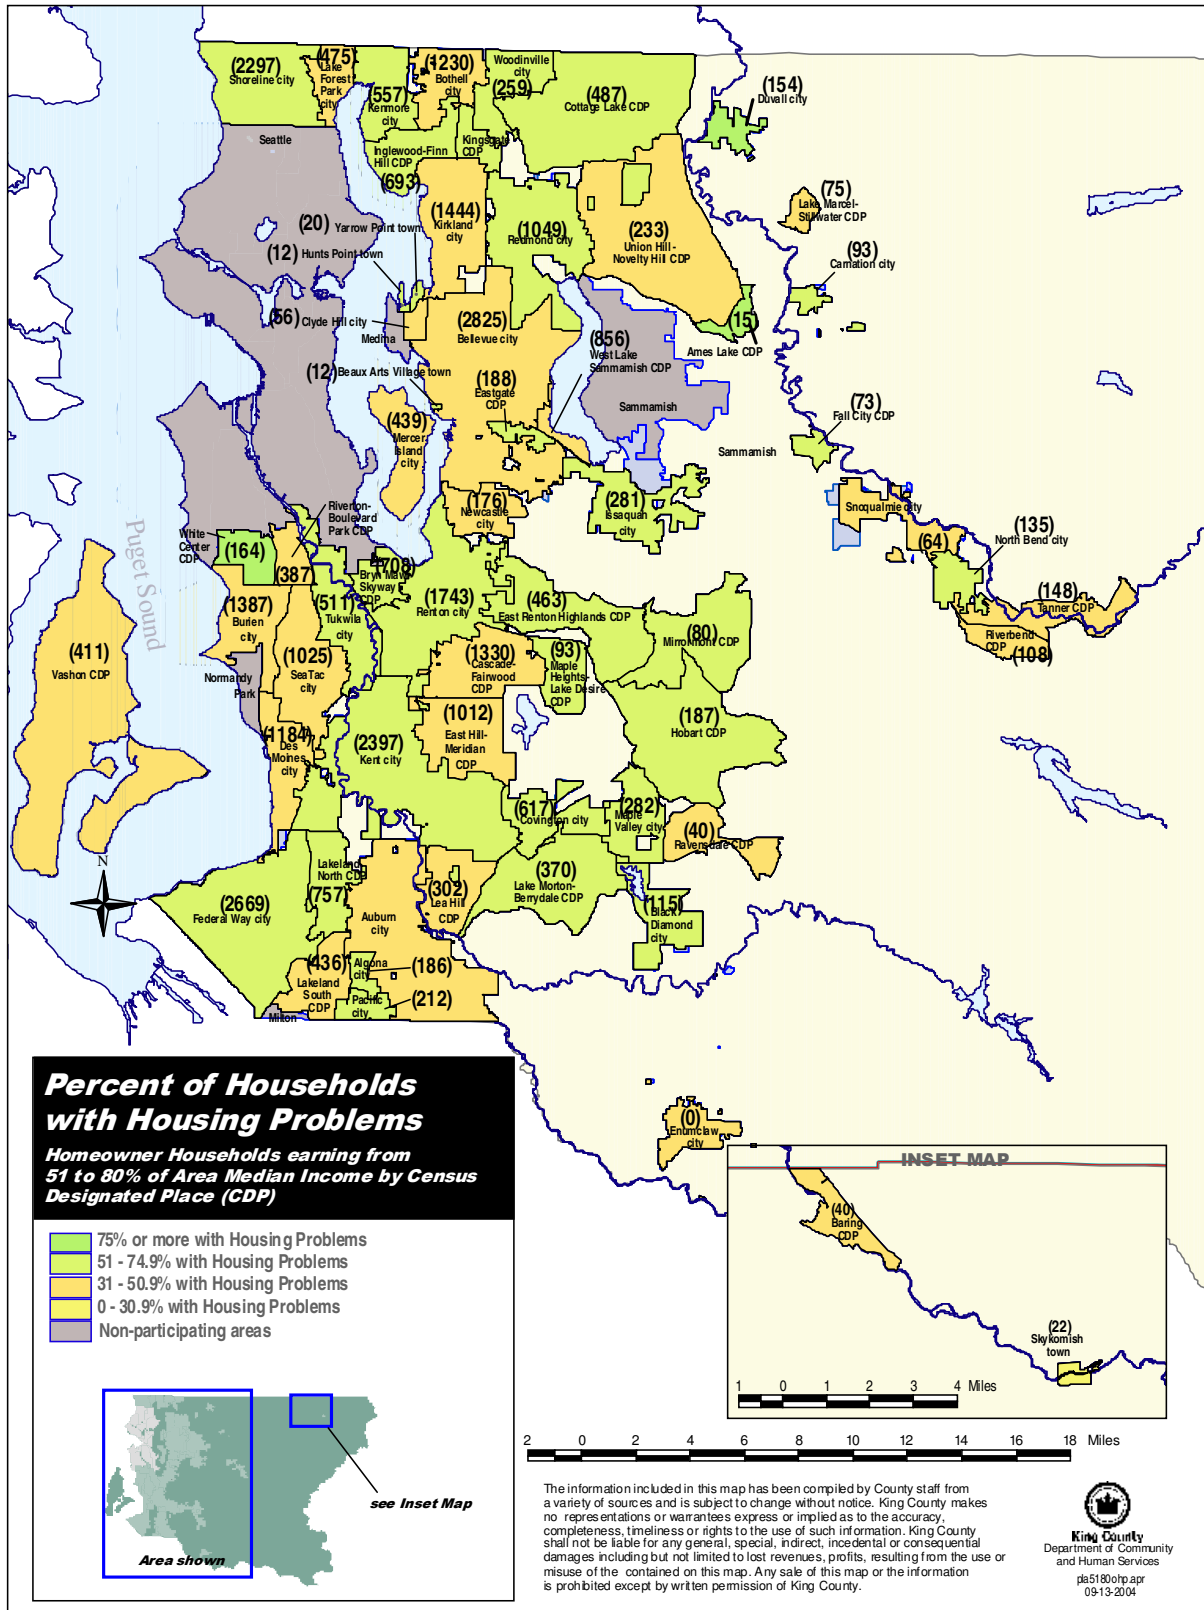 (2297)
Shoreline city
(475)
Lake
Forest
Park
city
(557)
Kenmore
city
(1230)
Bothell
city
Woodinville
city
(259)
(487)
Cottage Lake CDP
(154)
Duvall city
Seattle
Inglewood-Finn
Hill CDP
(693)
Kingsgate
CDP
(75)
Lake Marcel-
Stillwater CDP
(1444)
Kirkland
city
(20)
Yarrow Point town
(12)
Hunts Point town
(1049)
Redmond city
(233)
Union Hill -
Novelty Hill CDP
(93)
Carnation city
(56)
Clyde Hill city
Medina
(2825)
Bellevue city
(15)
Ames Lake CDP
(856)
West Lake
Sammamish CDP
(12)
Beaux Arts Village town
(188)
Eastgate
CDP
Sammamish
(73)
Fall City CDP
(439)
Mercer
Island
city
Sammamish
(176)
Newcastle
city
(281)
Issaquah
city
Snoqualmie city
(64)
(135)
North Bend city
Riverton-
Boulevard
Park CDP
White
Center
CDP
(164)
(387)
Puget Sound
(708)
Bryn Mawr-
Skyway
CDP
(148)
Tanner CDP
Riverbend
CDP
(108)
(1387)
Burien
city
(511)
Tukwila
city
(1743)
Renton city
(463)
East Renton Highlands CDP
(80)
Mirrormont CDP
(411)
Vashon CDP
(1025)
SeaTac
city
Normandy
Park
(1330)
Cascade-
Fairwood
CDP
(93)
Maple
Heights-
Lake Desire
CDP
(187)
Hobart CDP
(1184)
Des
Moines
city
(2397)
Kent city
(1012)
East Hill-
Meridian
CDP
(617)
Covington city
(282)
Maple
Valley city
(40)
Ravensdale CDP
Lakeland
North CDP
(757)
(2669)
Federal Way city
(302)
Lea Hill
CDP
(370)
Lake Morton-
Berrydale CDP
(115)
Black
Diamond
city
Auburn
city
(436)
Lakeland
South
CDP
Algona
city
(186)
Pacific
city
(212)
Milton
N
(0)
Enumclaw
city
Percent of Households
with Housing Problems
Homeowner Households earning from
51 to 80% of Area Median Income by Census
Designated Place (CDP)
75% or more with Housing Problems
51 - 74.9% with Housing Problems
31 - 50.9% with Housing Problems
0 - 30.9% with Housing Problems
Non-participating areas
see Inset Map
Area shown
INSET MAP
(40)
Baring
CDP
(22)
Skykomish
town
1 0 1 2 3 4 Miles
2 0 2 4 6 8 10 12 14 16 18 Miles
The information included in this map has been compiled by County staff from
a variety of sources and is subject to change without notice. King County makes
no representations or warrantees express or implied as to the accuracy,
completeness, timeliness or rights to the use of such information. King County
shall not be liable for any general, special, indirect, incedental or consequential
damages including but not limited to lost revenues, profits, resulting from the use or
misuse of the contained on this map. Any sale of this map or the information
is prohibited except by written permission of King County.
King County
Department of Community
and Human Services
pla5180ohp.apr
09-13-2004